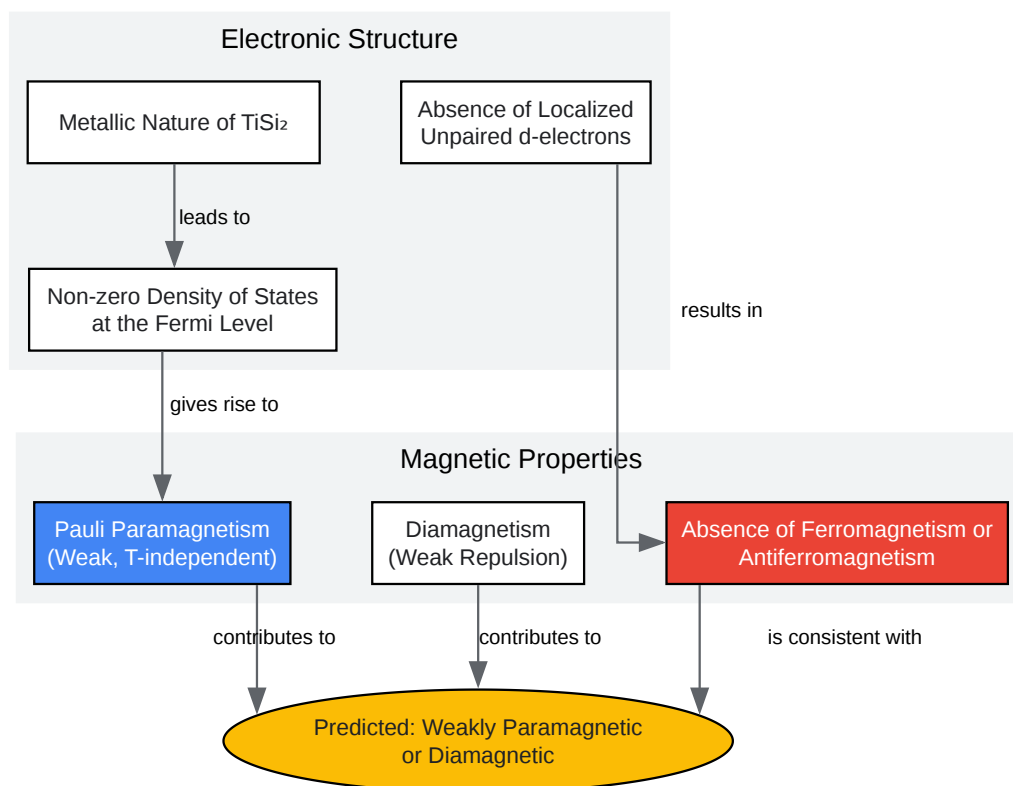 Electronic Structure
Metallic Nature of TiSi₂
Absence of Localized
Unpaired d-electrons
leads to
Non-zero Density of States
at the Fermi Level
results in
gives rise to
Magnetic Properties
Pauli Paramagnetism
(Weak, T-independent)
Diamagnetism
(Weak Repulsion)
Absence of Ferromagnetism or
Antiferromagnetism
contributes to
contributes to
is consistent with
Predicted: Weakly Paramagnetic
or Diamagnetic